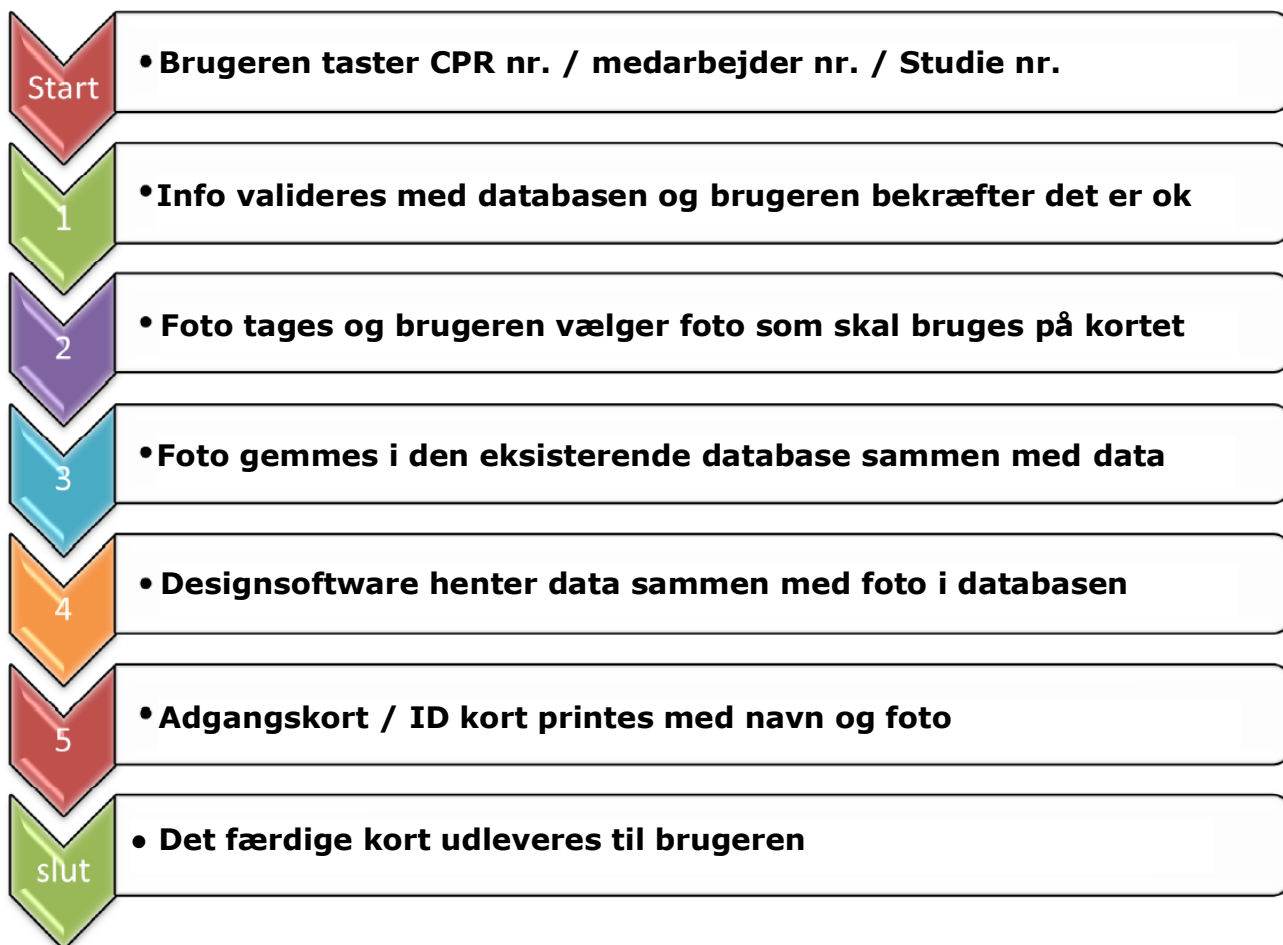 Start
• Brugeren taster CPR nr. / medarbejder nr. / Studie nr.
1
• Info valideres med databasen og brugeren bekræfter det er ok
2
• Foto tages og brugeren vælger foto som skal bruges på kortet
3
• Foto gemmes i den eksisterende database sammen med data
4
• Designsoftware henter data sammen med foto i databasen
5
• Adgangskort / ID kort printes med navn og foto
slut
• Det færdige kort udleveres til brugeren